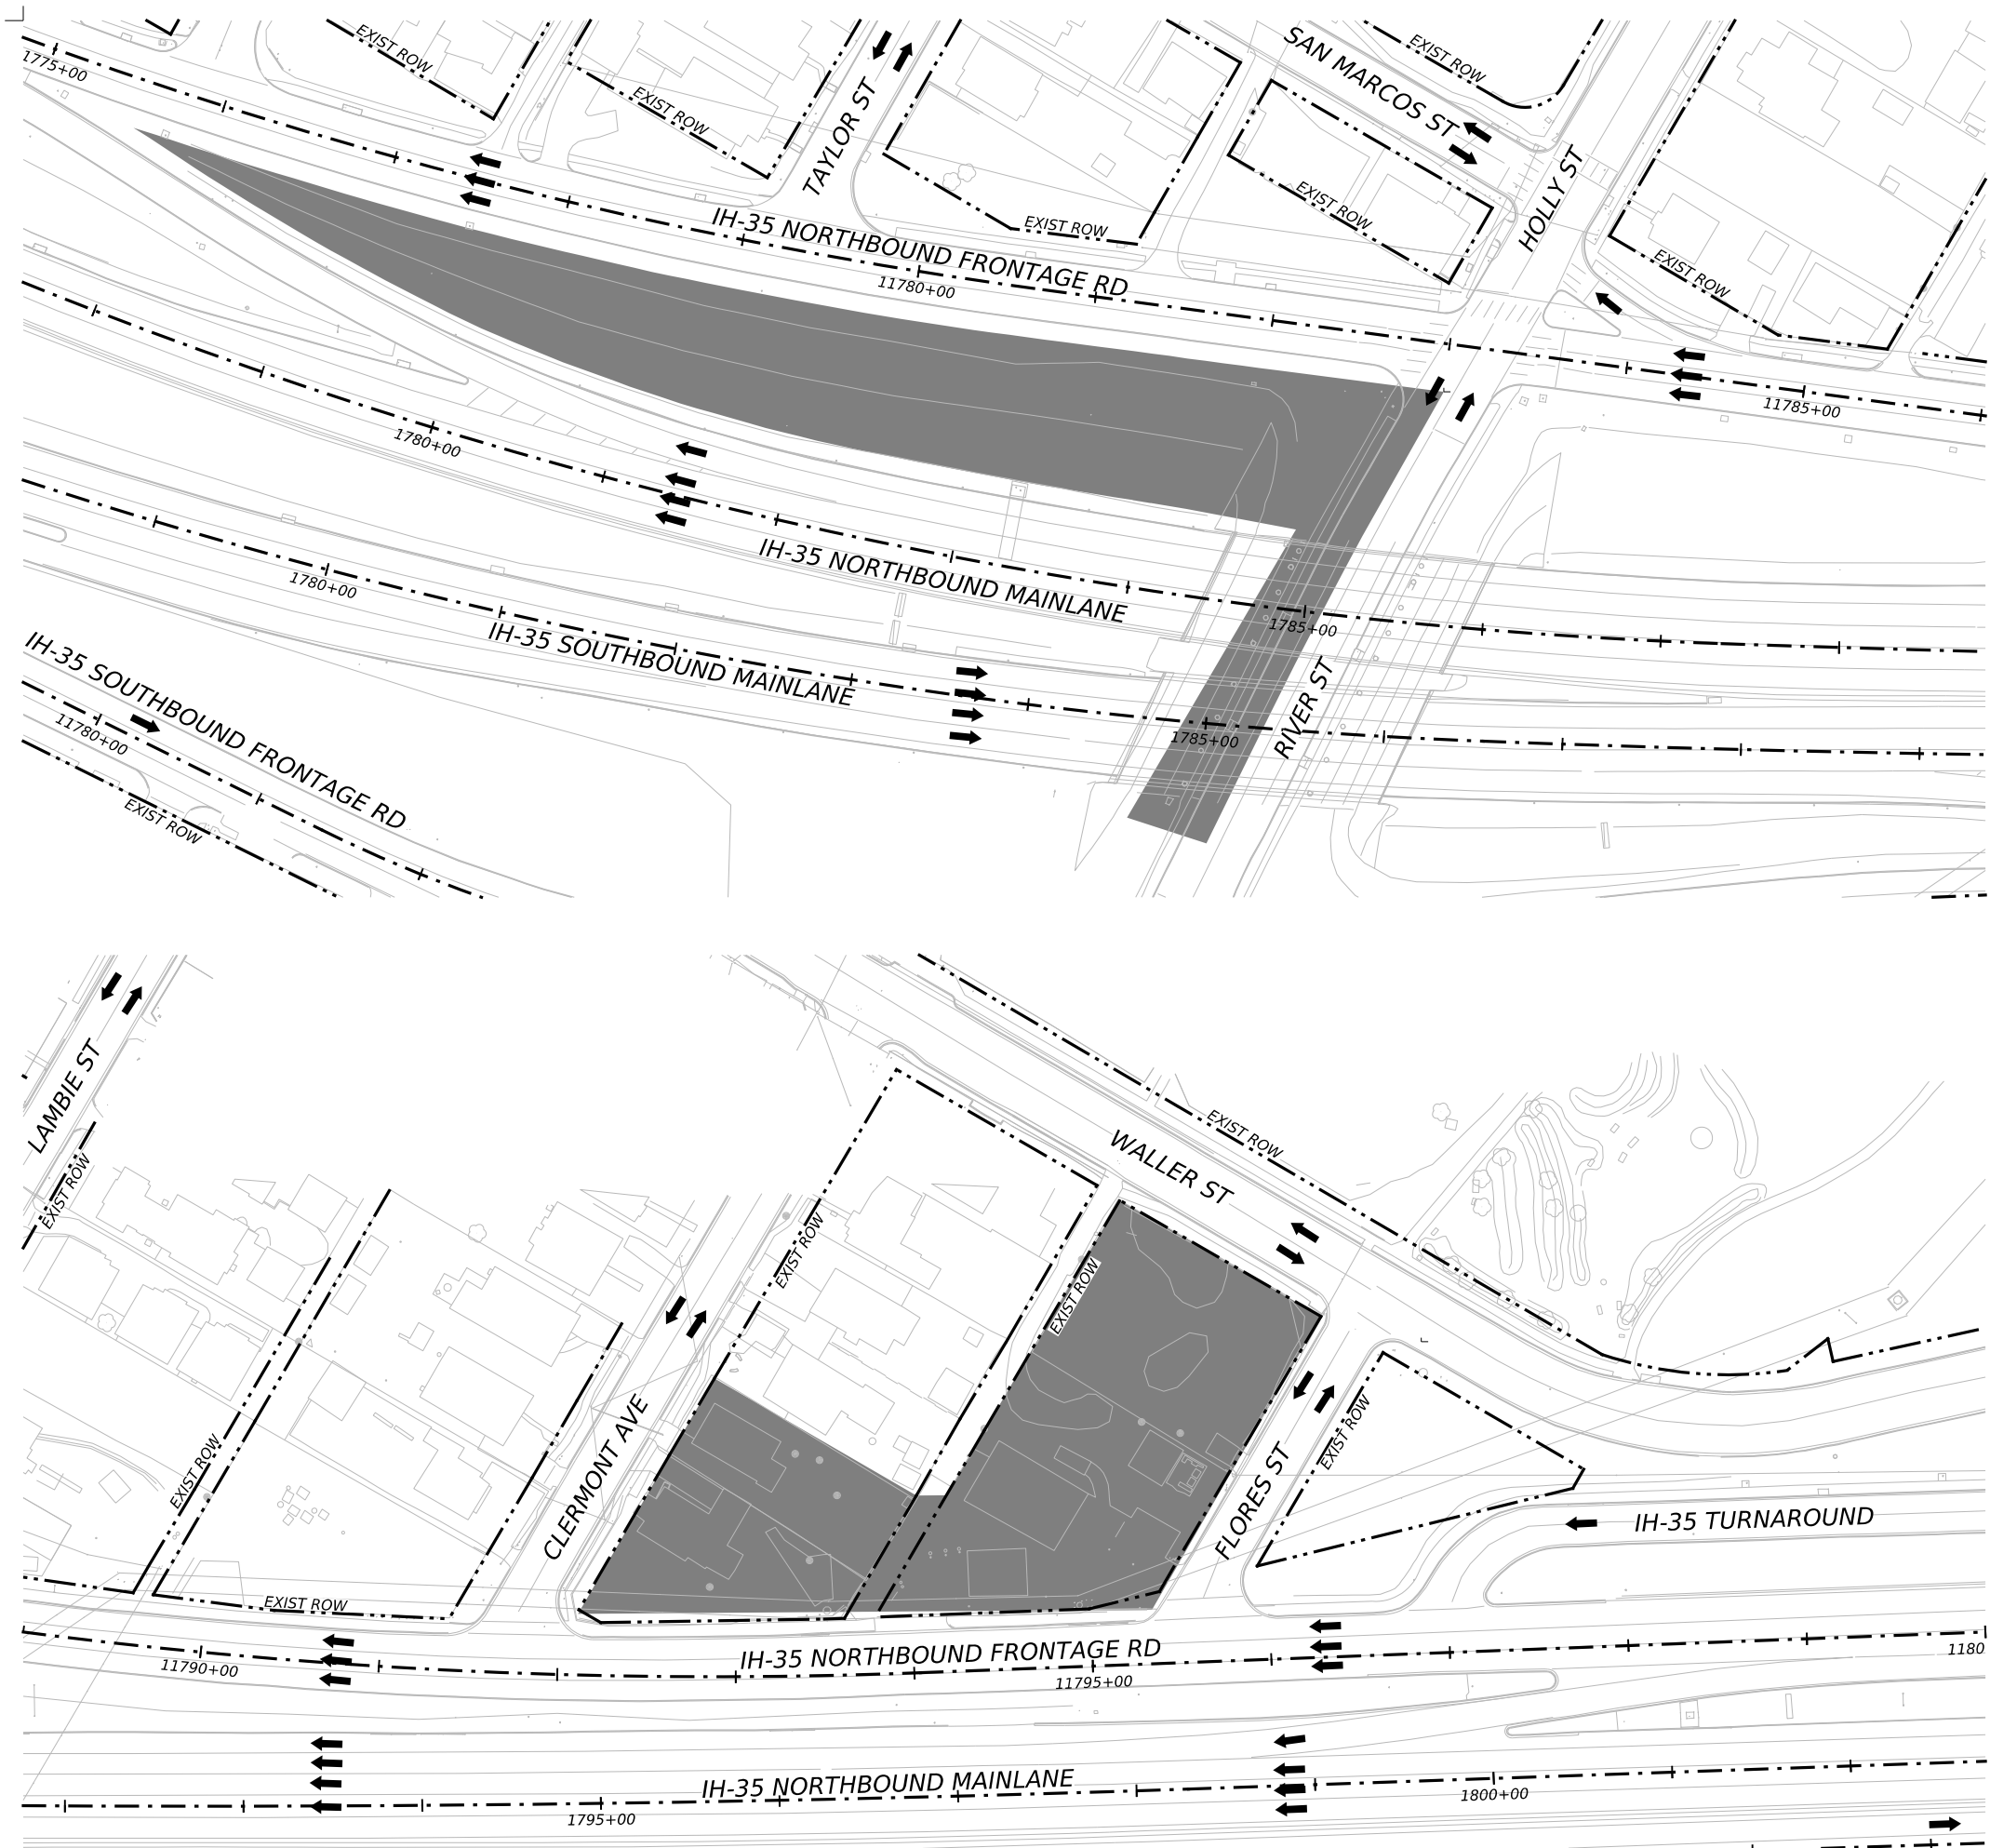 1775+00
EXIST ROW
EXIST ROW
TAYLOR ST
EXIST ROW
SAN MARCOS ST
EXIST ROW
EXIST ROW
HOLLY ST
EXIST ROW
IH-35 NORTHBOUND FRONTAGE RD
11780+00
11785+00
1780+00
IH-35 NORTHBOUND MAINLANE
1785+00
1780+00
IH-35 SOUTHBOUND MAINLANE
1785+00
RIVER ST
IH-35 SOUTHBOUND FRONTAGE RD
11780+00
EXIST ROW
LAMBIE ST
EXIST ROW
EXIST ROW
WALLER ST
EXIST ROW
EXIST ROW
EXIST ROW
CLERMONT AVE
FLORES ST
EXIST ROW
IH-35 TURNAROUND
EXIST ROW
IH-35 NORTHBOUND FRONTAGE RD
11790+00
11795+00
1180
IH-35 NORTHBOUND MAINLANE
1795+00
1800+00